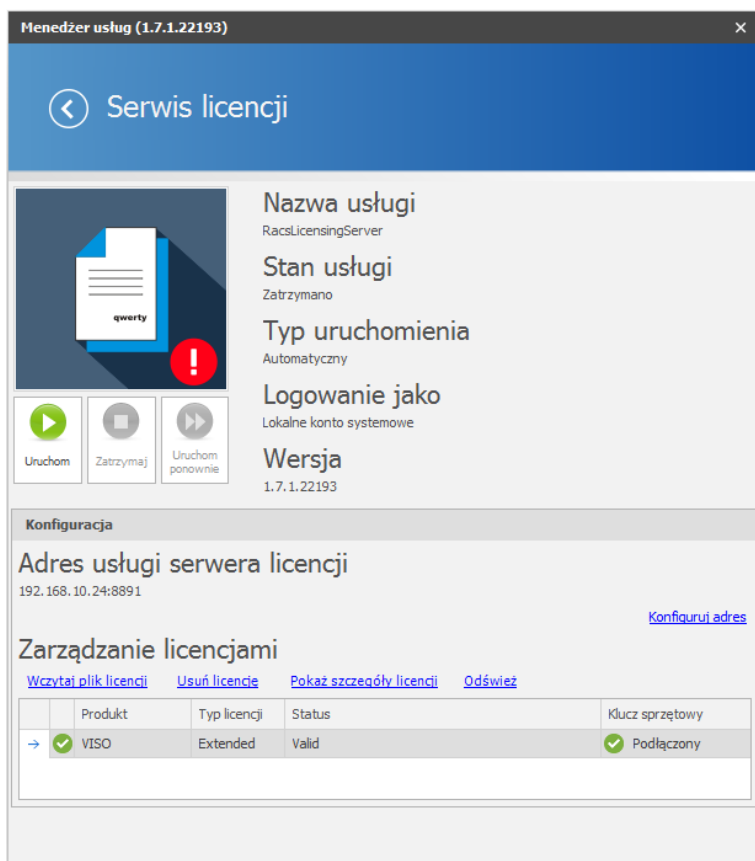 Menedżer usług (1.7.1.22193)
Serwis licencji
qwerty
Nazwa usługi
RacsLicensingServer
Stan usługi
Zatrzymano
Typ uruchomienia
Automatyczny
Logowanie jako
Lokalne konto systemowe
Wersja
1.7.1.22193
Uruchom
Zatrzymaj
Uruchom
ponownie
Konfiguracja
Adres usługi serwera licencji
192.168.10.24:8891
Konfiguruj adres
Zarządzanie licencjami
Wczytaj plik licencji Usuń licencje Pokaż szczegóły licencji Odśwież
Produkt Typ licencji Status Klucz sprzętowy
VISO Extended Valid Podłączony